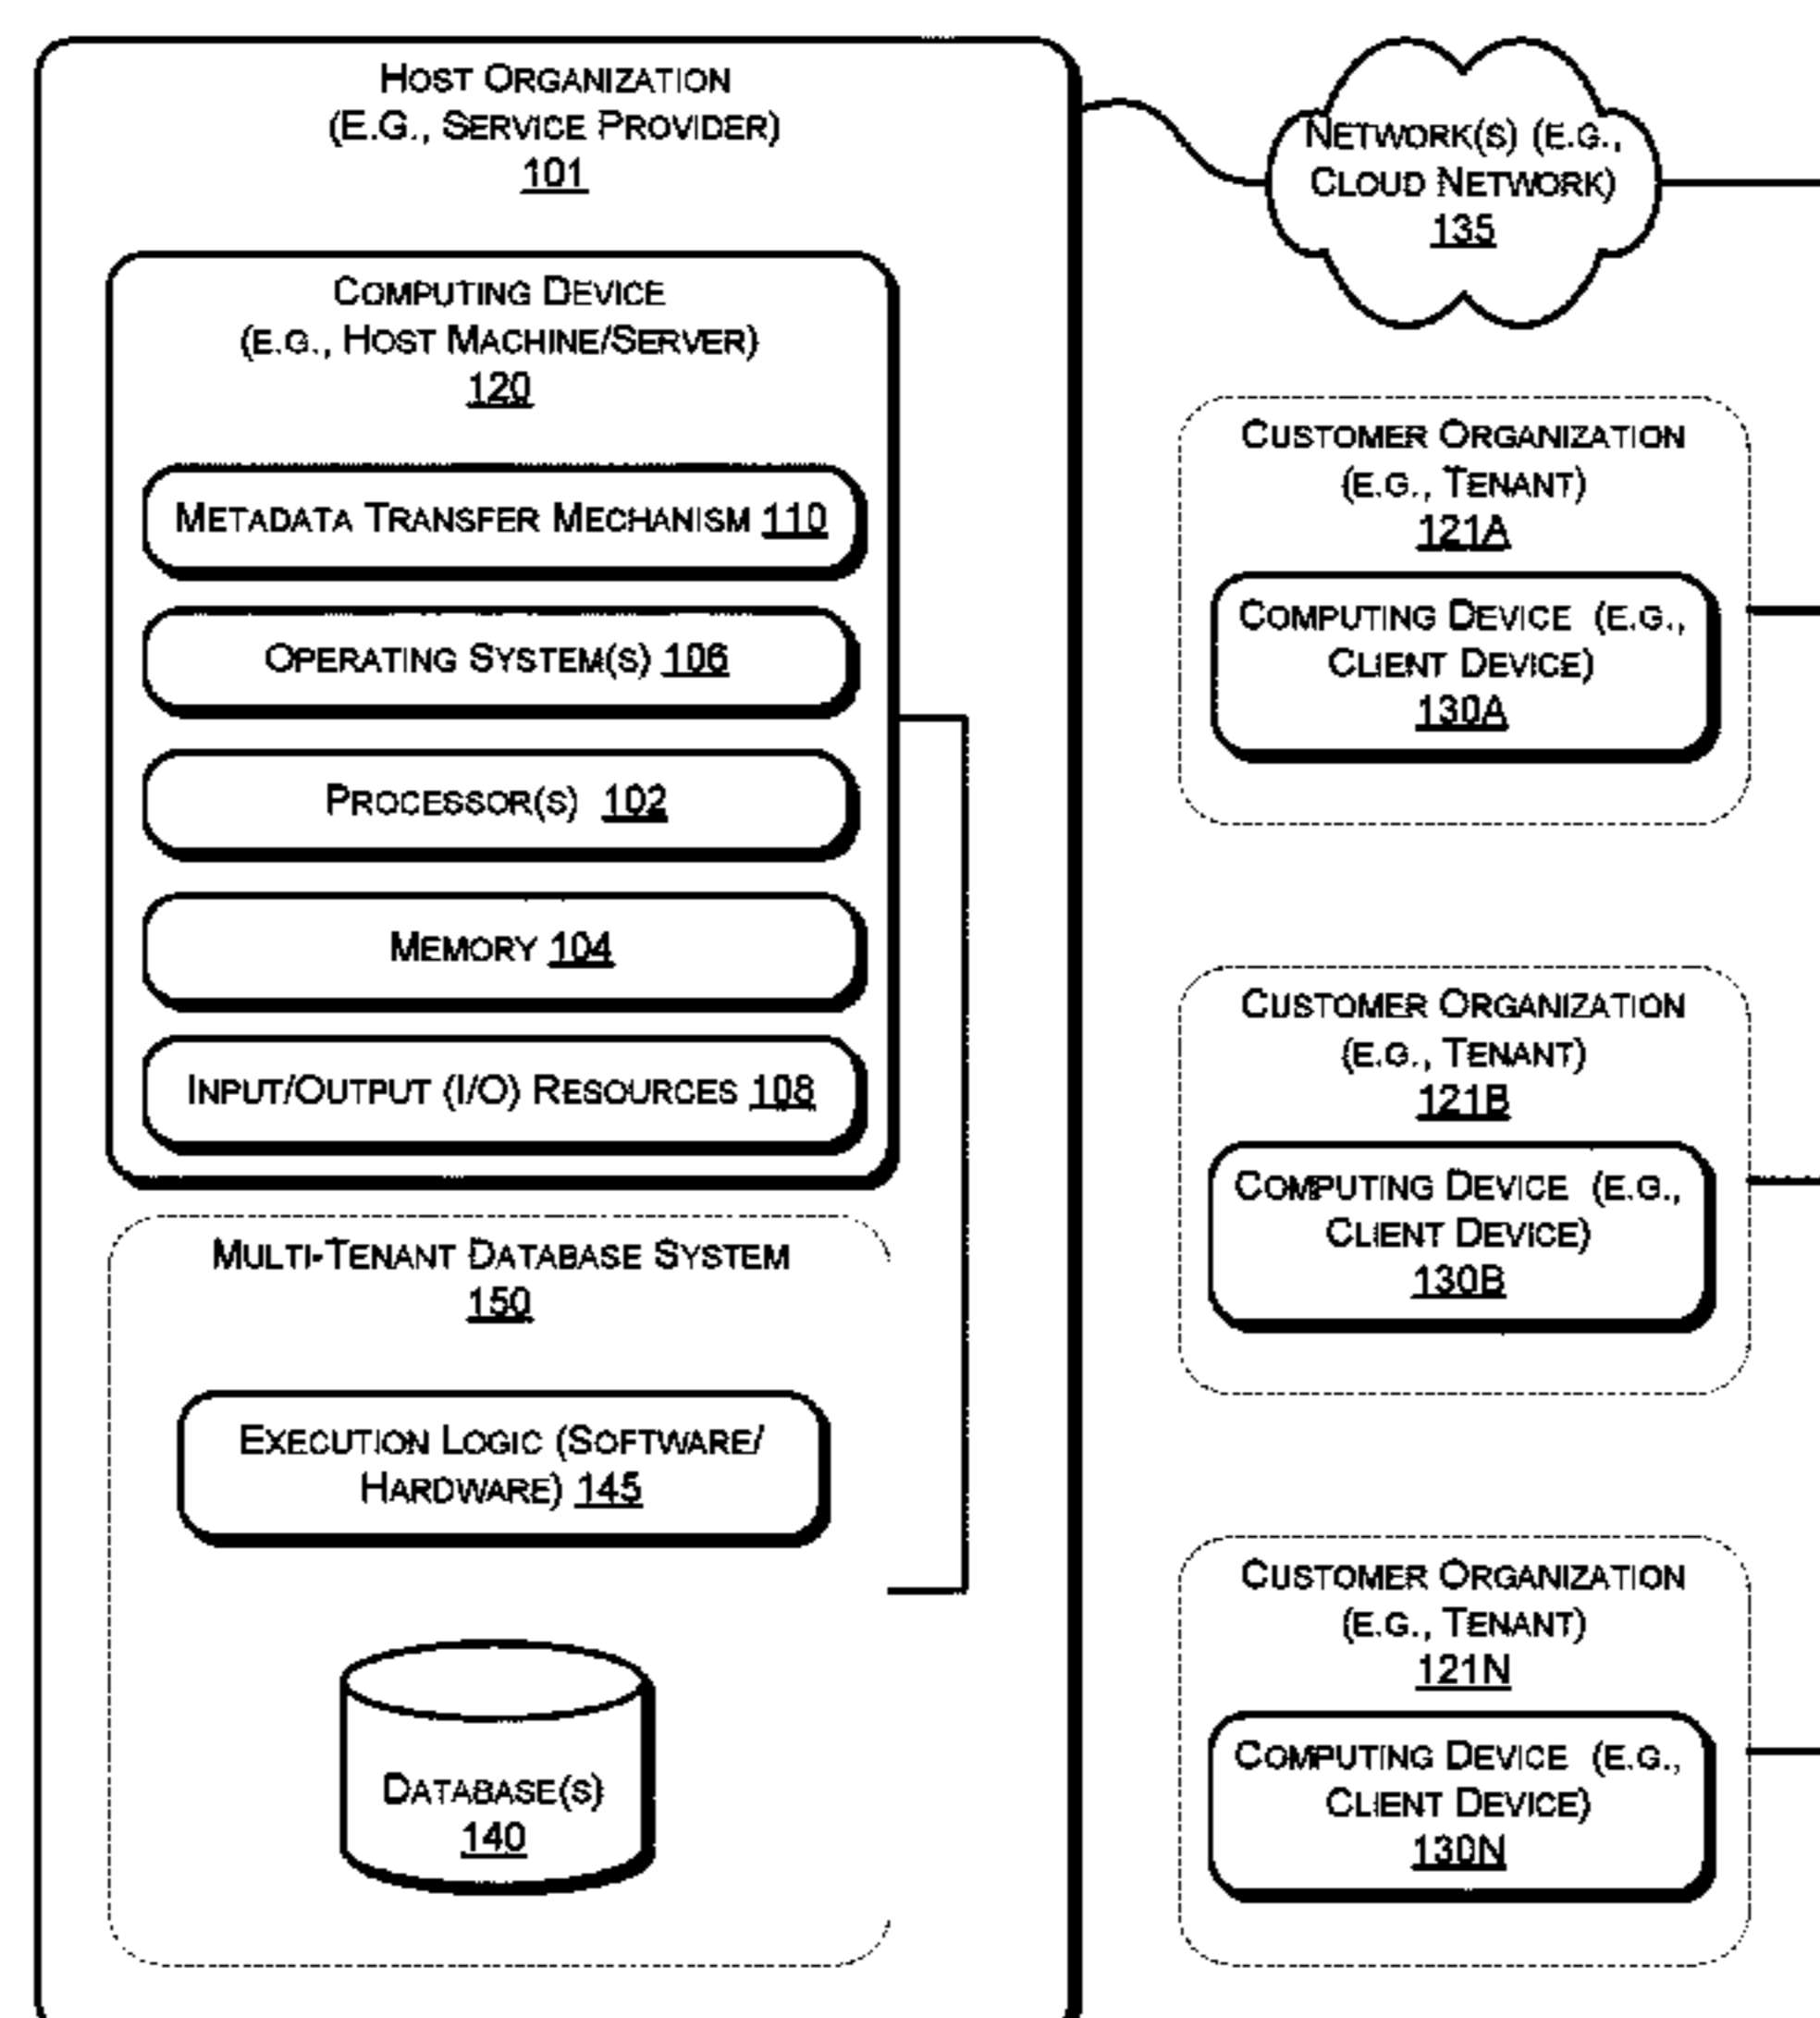 HOST ORGANIZATION
(E.G., SERVICE PROVIDER)
101
COMPUTING DEVICE
(E.G., HOST MACHINE/SERVER)
120
METADATA TRANSFER MECHANISM 110
OPERATING SYSTEM(S) 106
PROCESSOR(S) 102
MEMORY 104
INPUT/OUTPUT (I/O) RESOURCES 108
MULTI-TENANT DATABASE SYSTEM
150
EXECUTION LOGIC (SOFTWARE/
HARDWARE) 145
DATABASE(S)
140
NETWORK(S) (E.G.,
CLOUD NETWORK)
135
CUSTOMER ORGANIZATION
(E.G., TENANT)
121A
COMPUTING DEVICE (E.G.,
CLIENT DEVICE)
130A
CUSTOMER ORGANIZATION
(E.G., TENANT)
121B
COMPUTING DEVICE (E.G.,
CLIENT DEVICE)
130B
CUSTOMER ORGANIZATION
(E.G., TENANT)
121N
COMPUTING DEVICE (E.G.,
CLIENT DEVICE)
130N